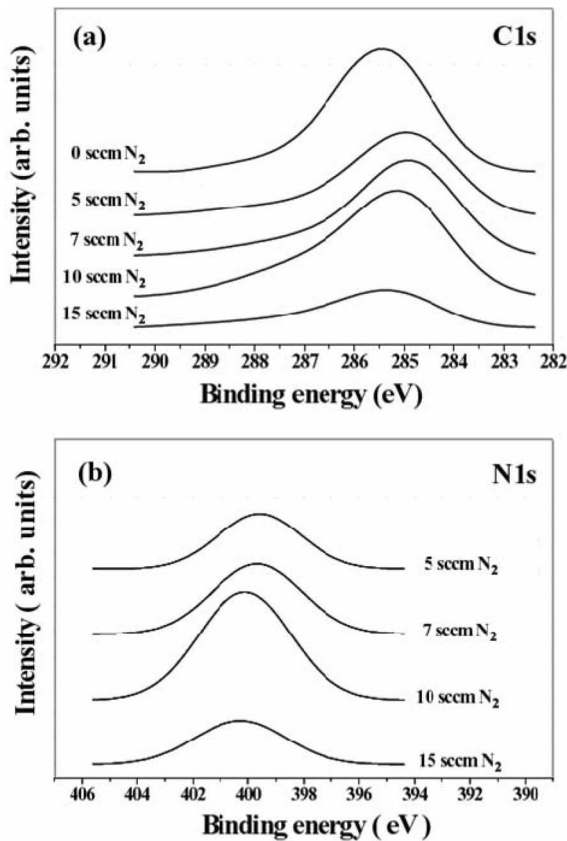 (a)
C1s
Intensity (arb. units)
0 sccm N2
5 sccm N2
7 sccm N2
10 sccm N2
15 sccm N2
292 291 290 289 288 287 286 285 284 283 282
Binding energy (eV)
(b)
N1s
Intensity ( arb. units)
5 sccm N2
7 sccm N2
10 sccm N2
15 sccm N2
406 404 402 400 398 396 394 392 390
Binding energy ( eV)